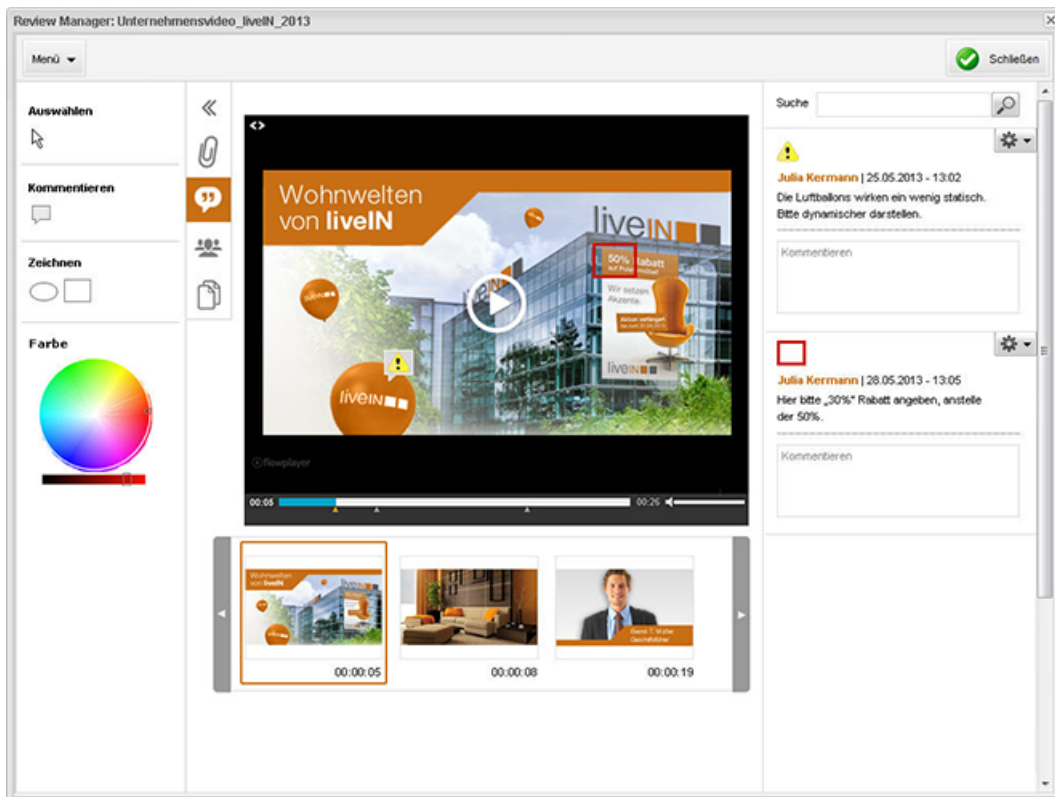 Review Manager: Unternehmensvideo_liveIN_2013
Menü
Schließen
Auswählen
Kommentieren
Zeichnen
Farbe
Wohnwelten
von liveIN
liveIN
50% Rabatt
Wir setzen
Akzente.
liveIN
liveIN
liveIN
flowplayer
00:05
00:26
Wohnwelten
von liveIN
00:00:05
00:00:08
Bernd T. Müller
Geschäftsführer
00:00:19
Suche
Julia Kermann | 25.05.2013 - 13:02
Die Luftballons wirken ein wenig statisch.
Bitte dynamischer darstellen.
Kommentieren
Julia Kermann | 28.05.2013 - 13:05
Hier bitte „30%“ Rabatt angeben, anstelle
der 50%.
Kommentieren